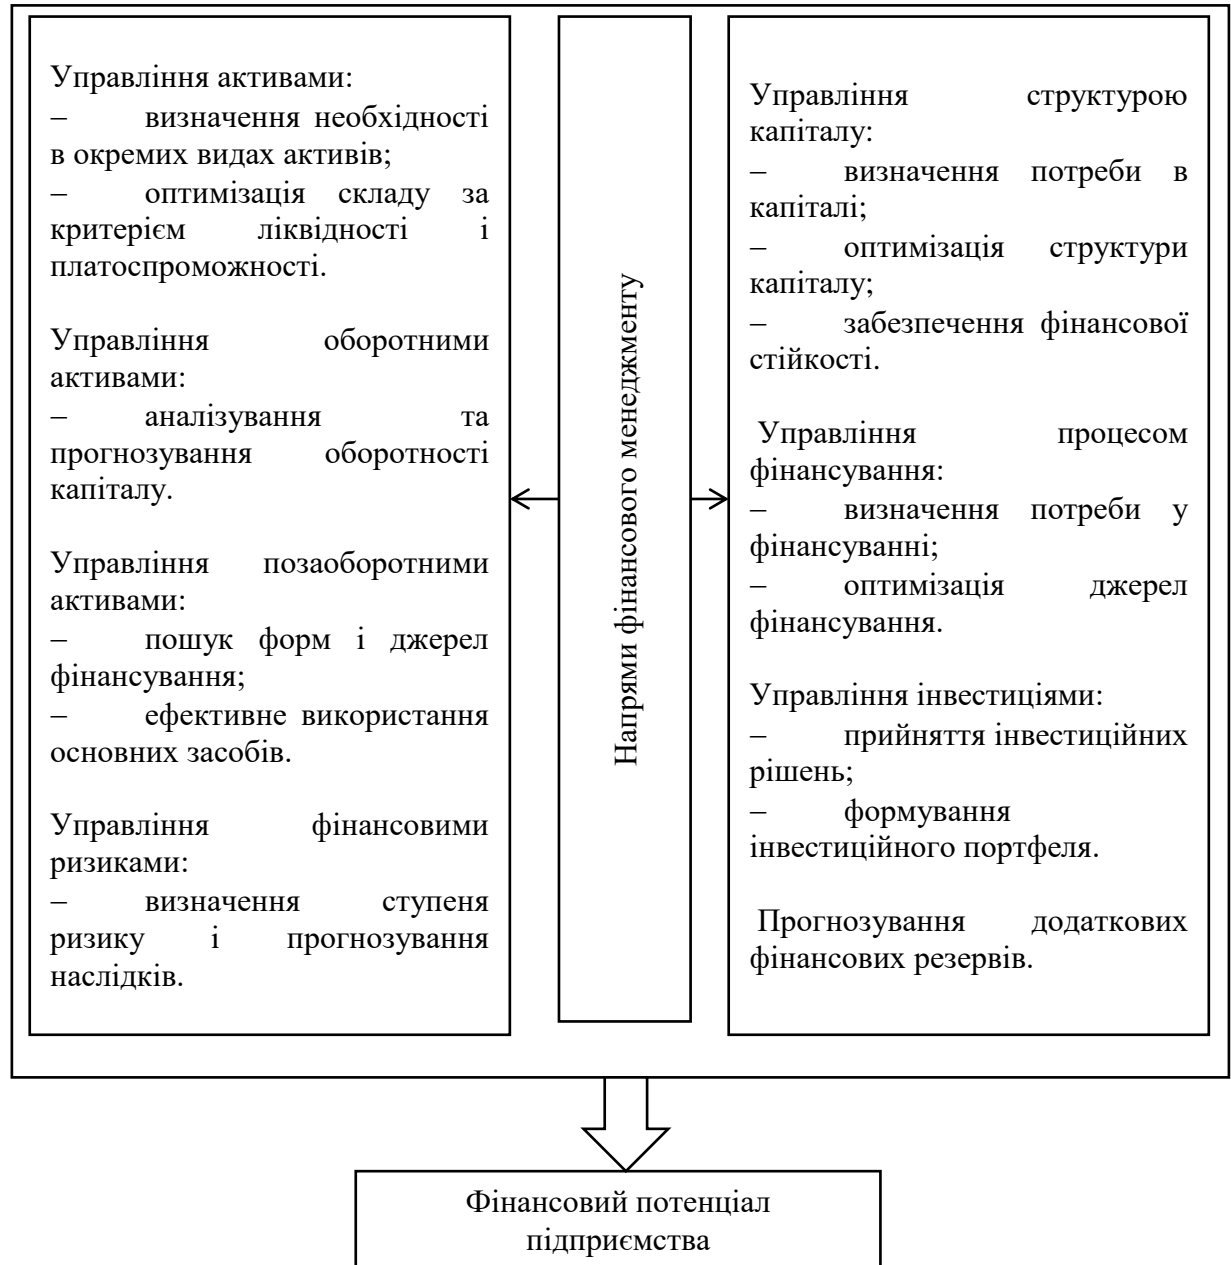 Управління активами:
– визначення необхідності
в окремих видах активів;
– оптимізація складу за
критерієм ліквідності і
платоспроможності.
Управління оборотними
активами:
– аналізування та
прогнозування оборотності
капіталу.
Управління позаоборотними
активами:
– пошук форм і джерел
фінансування;
– ефективне використання
основних засобів.
Управління фінансовими
ризиками:
– визначення ступеня
ризику і прогнозування
наслідків.
Напрями фінансового менеджменту
Управління структурою
капіталу:
– визначення потреби в
капіталі;
– оптимізація структури
капіталу;
– забезпечення фінансової
стійкості.
Управління процесом
фінансування:
– визначення потреби у
фінансуванні;
– оптимізація джерел
фінансування.
Управління інвестиціями:
– прийняття інвестиційних
рішень;
– формування
інвестиційного портфеля.
Прогнозування додаткових
фінансових резервів.
Фінансовий потенціал
підприємства